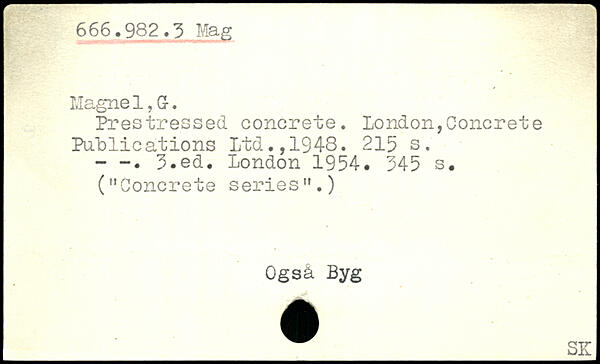 666.982.3 Mag
Magnel,G.
Prestressed concrete. London,Concrete
Publications Ltd.,1948. 215 s.
- -. 3.ed. London 1954. 345 s.
("Concrete series".)
Også Byg
SK